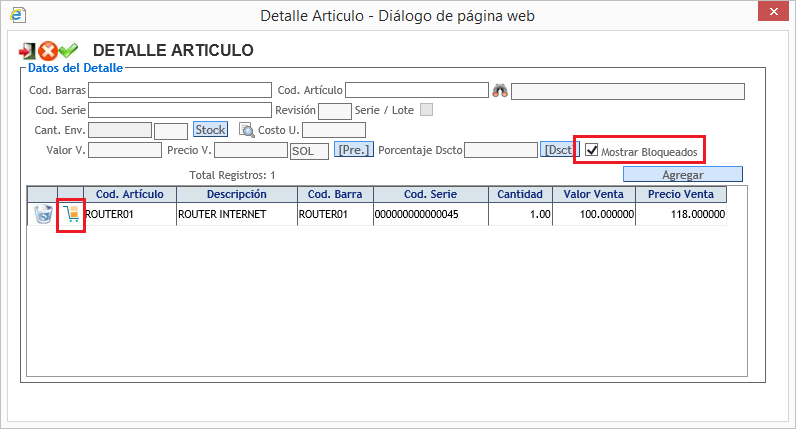 Detalle Articulo - Diálogo de página web
DETALLE ARTICULO
Datos del Detalle
Cod. Barras Cod. Artículo
Cod. Serie Revisión Serie / Lote
Cant. Env. Stock Costo U.
Valor V. Precio V. SOL [Pre.] Porcentaje Dscto [Dsct Mostrar Bloqueados
Total Registros: 1 Agregar
Cod. Artículo Descripción Cod. Barra Cod. Serie Cantidad Valor Venta Precio Venta
ROUTER01 ROUTER INTERNET ROUTER01 000000000000045 1.00 100.000000 118.000000